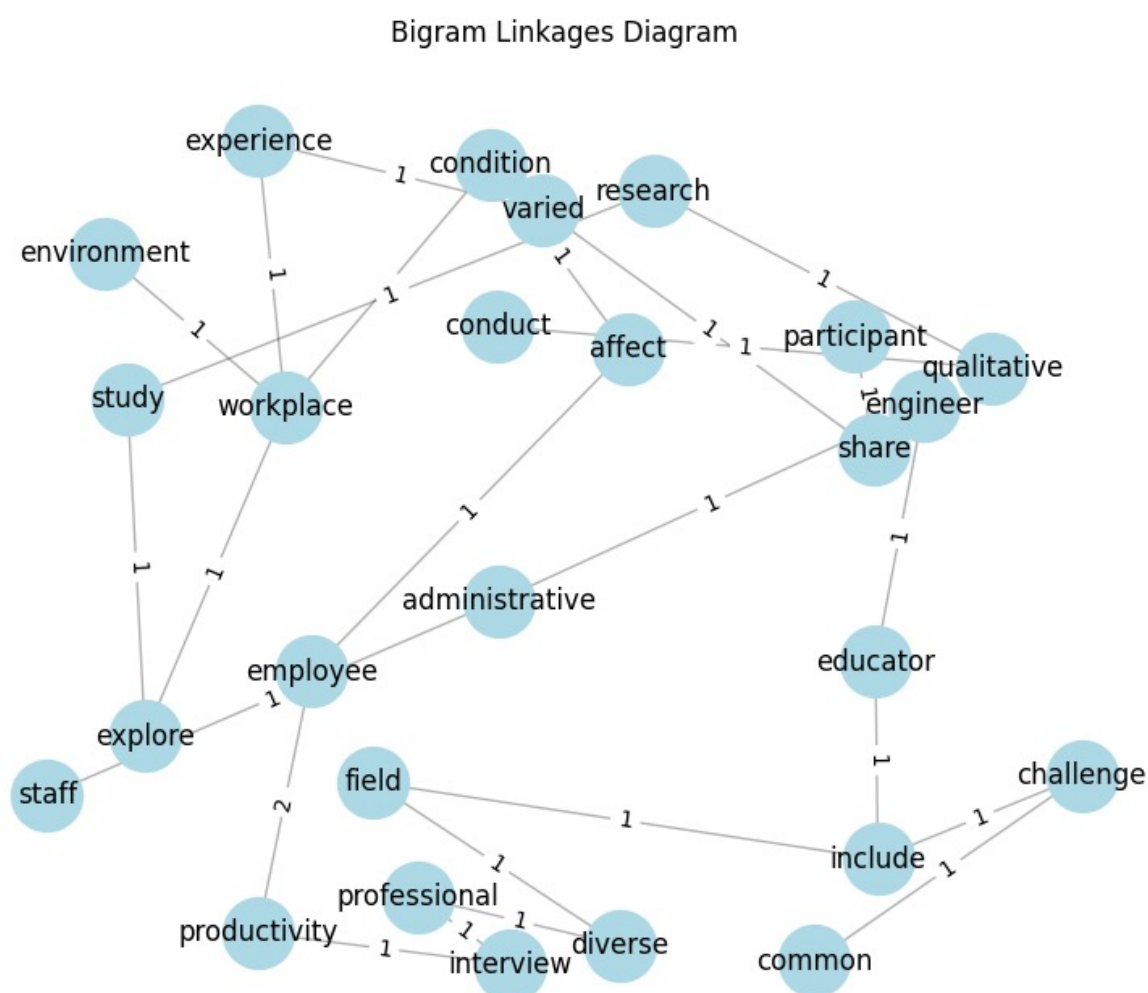 Bigram Linkages Diagram
experience
condition
varied
research
1
environment
1
1
1
1
1
conduct
participant
1
affect
1
1
qualitative
study
workplace
1
engineer
share
1
1
1
1
1
administrative
employee
educator
1
explore
1
staff
field
challenge
2
1
1
include
1
1
professional
productivity
1
1
1
diverse
interview
common